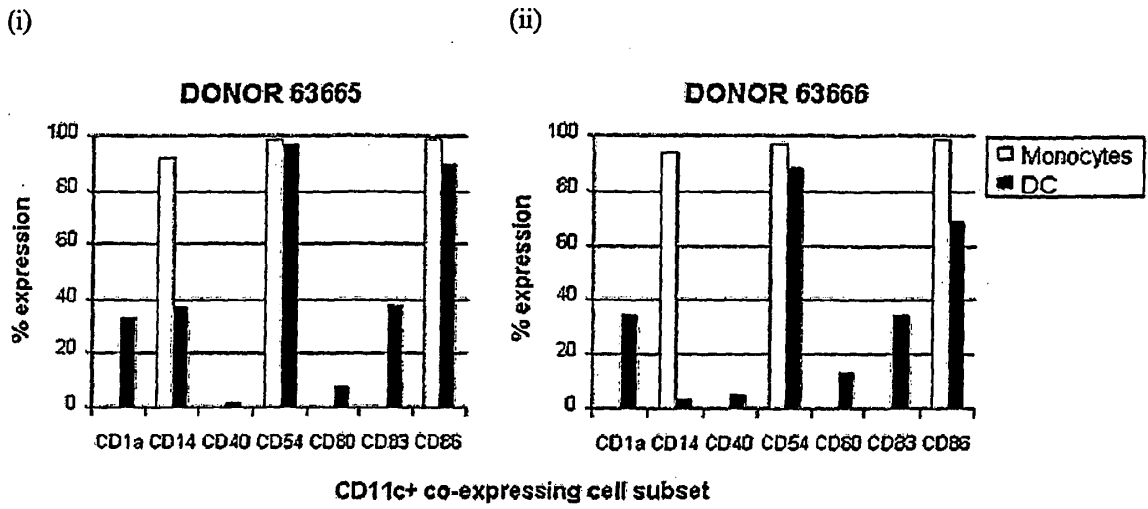 (i)
(ii)
DONOR 63665
DONOR 63666
100
80
60
40
20
0
% expression
CD1a CD14 CD40 CD54 CD80 CD83 CD86
100
80
60
40
20
0
% expression
CD1a CD14 CD40 CD54 CD80 CD83 CD86
Monocytes
DC
CD11c+ co-expressing cell subset